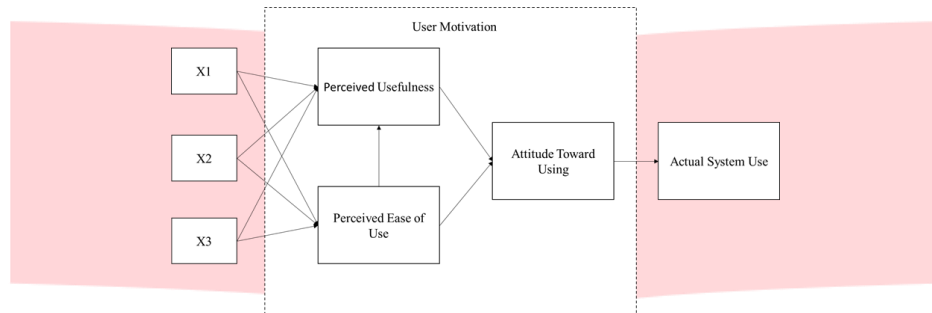 User Motivation
X1
Perceived Usefulness
X2
Attitude Toward
Using
Actual System Use
X3
Perceived Ease of
Use